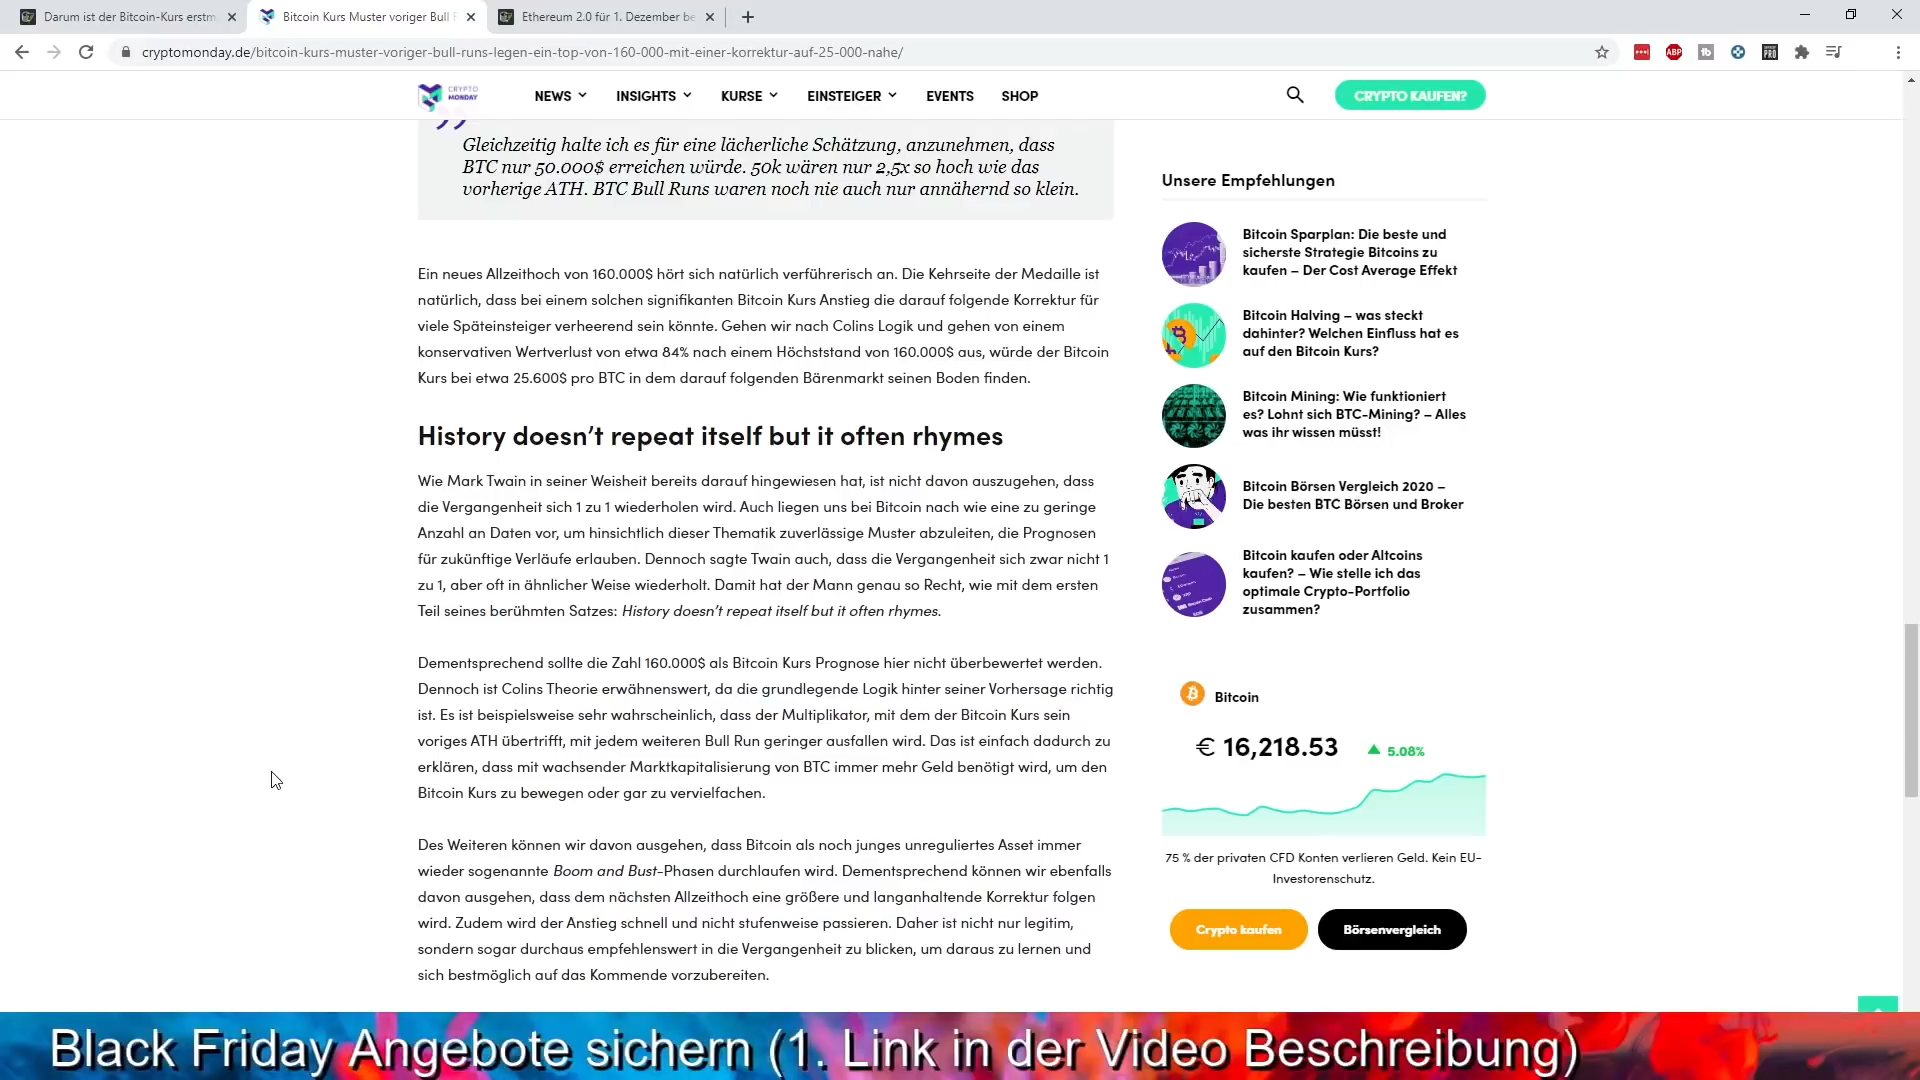 Darum ist der Bitcoin-Kurs erstm
Bitcoin Kurs Muster voriger Bull
Ethereum 2.0 für 1. Dezember be
cryptomonday.de/bitcoin-kurs-muster-voriger-bull-runs-legen-ein-top-von-160-000-mit-einer-korrektur-auf-25-000-nahe/
ABP
PRO
CRYPTO
MONDAY
NEWS
INSIGHTS
KURSE
EINSTEIGER
EVENTS
SHOP
CRYPTO KAUFEN?
Gleichzeitig halte ich es für eine lächerliche Schätzung, anzunehmen, dass
BTC nur 50.000$ erreichen würde. 50k wären nur 2,5x so hoch wie das
vorherige ATH. BTC Bull Runs waren noch nie auch nur annähernd so klein.
Ein neues Allzeithoch von 160.000$ hört sich natürlich verführerisch an. Die Kehrseite der Medaille ist
natürlich, dass bei einem solchen signifikanten Bitcoin Kurs Anstieg die darauf folgende Korrektur für
viele Späteinsteiger verheerend sein könnte. Gehen wir nach Colins Logik und gehen von einem
konservativen Wertverlust von etwa 84% nach einem Höchststand von 160.000$ aus, würde der Bitcoin
Kurs bei etwa 25.600$ pro BTC in dem darauf folgenden Bärenmarkt seinen Boden finden.
History doesn't repeat itself but it often rhymes
Wie Mark Twain in seiner Weisheit bereits darauf hingewiesen hat, ist nicht davon auszugehen, dass
die Vergangenheit sich 1 zu 1 wiederholen wird. Auch liegen uns bei Bitcoin nach wie eine zu geringe
Anzahl an Daten vor, um hinsichtlich dieser Thematik zuverlässige Muster abzuleiten, die Prognosen
für zukünftige Verläufe erlauben. Dennoch sagte Twain auch, dass die Vergangenheit sich zwar nicht 1
zu 1, aber oft in ähnlicher Weise wiederholt. Damit hat der Mann genau so Recht, wie mit dem ersten
Teil seines berühmten Satzes: History doesn't repeat itself but it often rhymes.
Dementsprechend sollte die Zahl 160.000$ als Bitcoin Kurs Prognose hier nicht überbewertet werden.
Dennoch ist Colins Theorie erwähnenswert, da die grundlegende Logik hinter seiner Vorhersage richtig
ist. Es ist beispielsweise sehr wahrscheinlich, dass der Multiplikator, mit dem der Bitcoin Kurs sein
voriges ATH übertrifft, mit jedem weiteren Bull Run geringer ausfallen wird. Das ist einfach dadurch zu
erklären, dass mit wachsender Marktkapitalisierung von BTC immer mehr Geld benötigt wird, um den
Bitcoin Kurs zu bewegen oder gar zu vervielfachen.
Des Weiteren können wir davon ausgehen, dass Bitcoin als noch junges unreguliertes Asset immer
wieder sogenannte Boom and Bust-Phasen durchlaufen wird. Dementsprechend können wir ebenfalls
davon ausgehen, dass dem nächsten Allzeithoch eine größere und langanhaltende Korrektur folgen
wird. Zudem wird der Anstieg schnell und nicht stufenweise passieren. Daher ist nicht nur legitim,
sondern sogar durchaus empfehlenswert in die Vergangenheit zu blicken, um daraus zu lernen und
sich bestmöglich auf das Kommende vorzubereiten.
Unsere Empfehlungen
Bitcoin Sparplan: Die beste und
sicherste Strategie Bitcoins zu
kaufen – Der Cost Average Effekt
Bitcoin Halving – was steckt
dahinter? Welchen Einfluss hat es
auf den Bitcoin Kurs?
Bitcoin Mining: Wie funktioniert
es? Lohnt sich BTC-Mining? – Alles
was ihr wissen müsst!
Bitcoin Börsen Vergleich 2020 –
Die besten BTC Börsen und Broker
Bitcoin kaufen oder Altcoins
kaufen? – Wie stelle ich das
optimale Crypto-Portfolio
zusammen?
Bitcoin
€ 16,218.53
5.08%
75 % der privaten CFD Konten verlieren Geld. Kein EU-
Investorenschutz.
Crypto kaufen
Börsenvergleich
Black Friday Angebote sichern (1. Link in der Video Beschreibung)